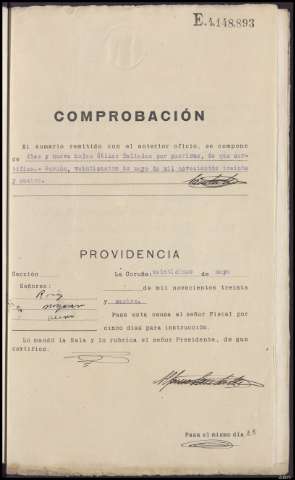 E.4.148.893
COMPROBACIÓN
El sumario remitido con el anterior oficio, se compone
de diez y nueve hojas útiles foliadas por guarismos, de que cer-
tifico.- Coruña, veinticinco de mayo de mil novecientos treinta
y cuatro.
PROVIDENCIA
Sección La Coruña: veinticinco de mayo
Señores: de mil novecientos treinta
y cuatro.
Pase esta causa al señor Fiscal por
cinco días para instrucción.
Lo mandó la Sala y lo rubrica el señor Presidente, de que
certifico.
Pasa el mismo día